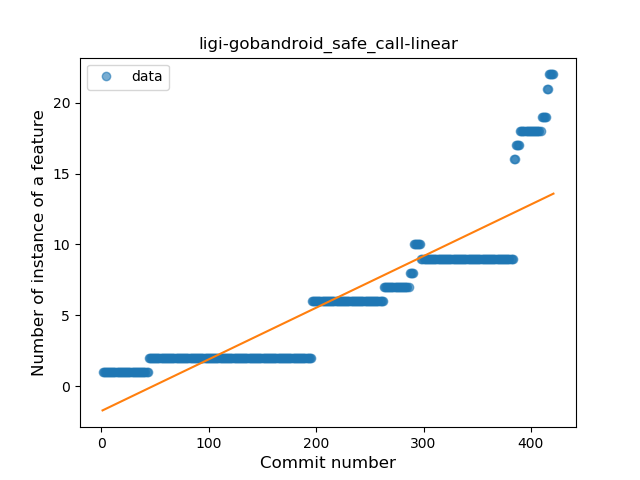 ligi-gobandroid_safe_call-linear
data
Number of instance of a feature
20
15
10
5
0
0 100 200 300 400
Commit number